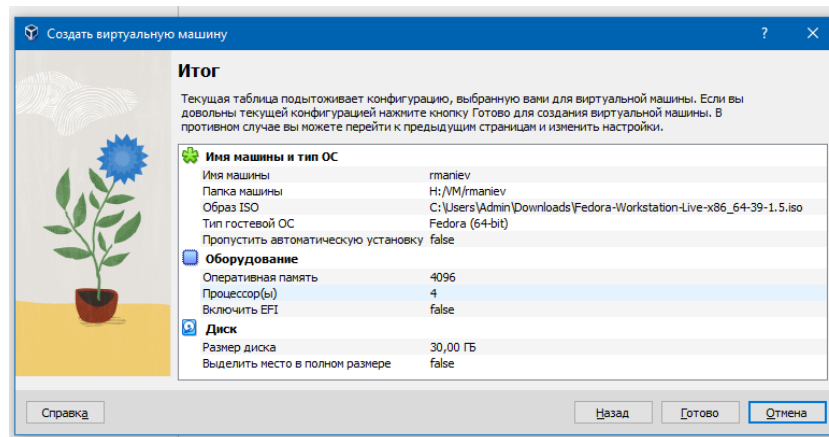 Создать виртуальную машину
?
Итог
Текущая таблица подытоживает конфигурацию, выбранную вами для виртуальной машины. Если вы
довольны текущей конфигурацией нажмите кнопку Готово для создания виртуальной машины. В
противном случае вы можете перейти к предыдущим страницам и изменить настройки.
Имя машины и тип ОС
Имя машины rmaniev
Папка машины H:/VM/rmaniev
Образ ISO C:\Users\Admin\Downloads\Fedora-Workstation-Live-x86_64-39-1.5.iso
Тип гостевой ОС Fedora (64-bit)
Пропустить автоматическую установку false
Оборудование
Оперативная память 4096
Процессор(ы) 4
Включить EFI false
Диск
Размер диска 30,00 ГБ
Выделить место в полном размере false
Справка Назад Готово Отмена